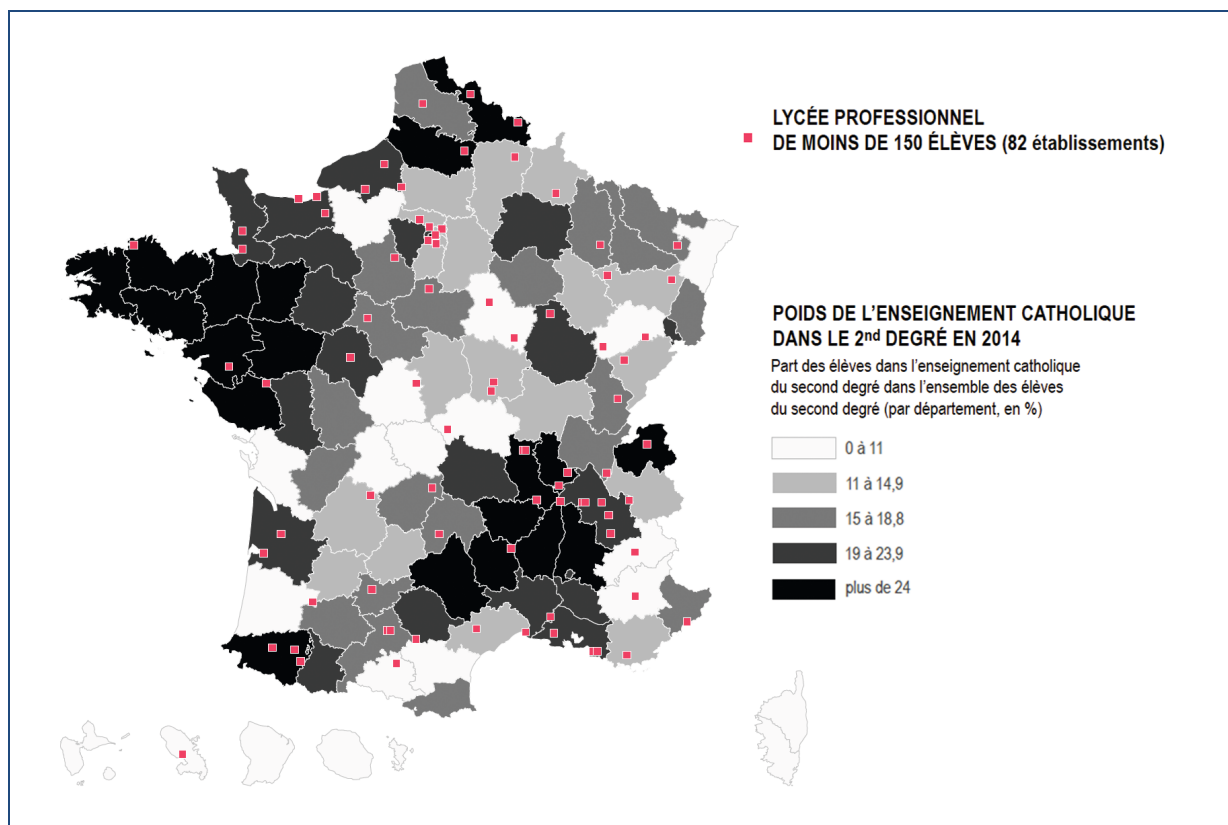 LYCÉE PROFESSIONNEL
DE MOINS DE 150 ÉLÈVES (82 établissements)
POIDS DE L'ENSEIGNEMENT CATHOLIQUE
DANS LE 2nd DEGRÉ EN 2014
Part des élèves dans l'enseignement catholique
du second degré dans l'ensemble des élèves
du second degré (par département, en %)
0 à 11
11 à 14,9
15 à 18,8
19 à 23,9
plus de 24